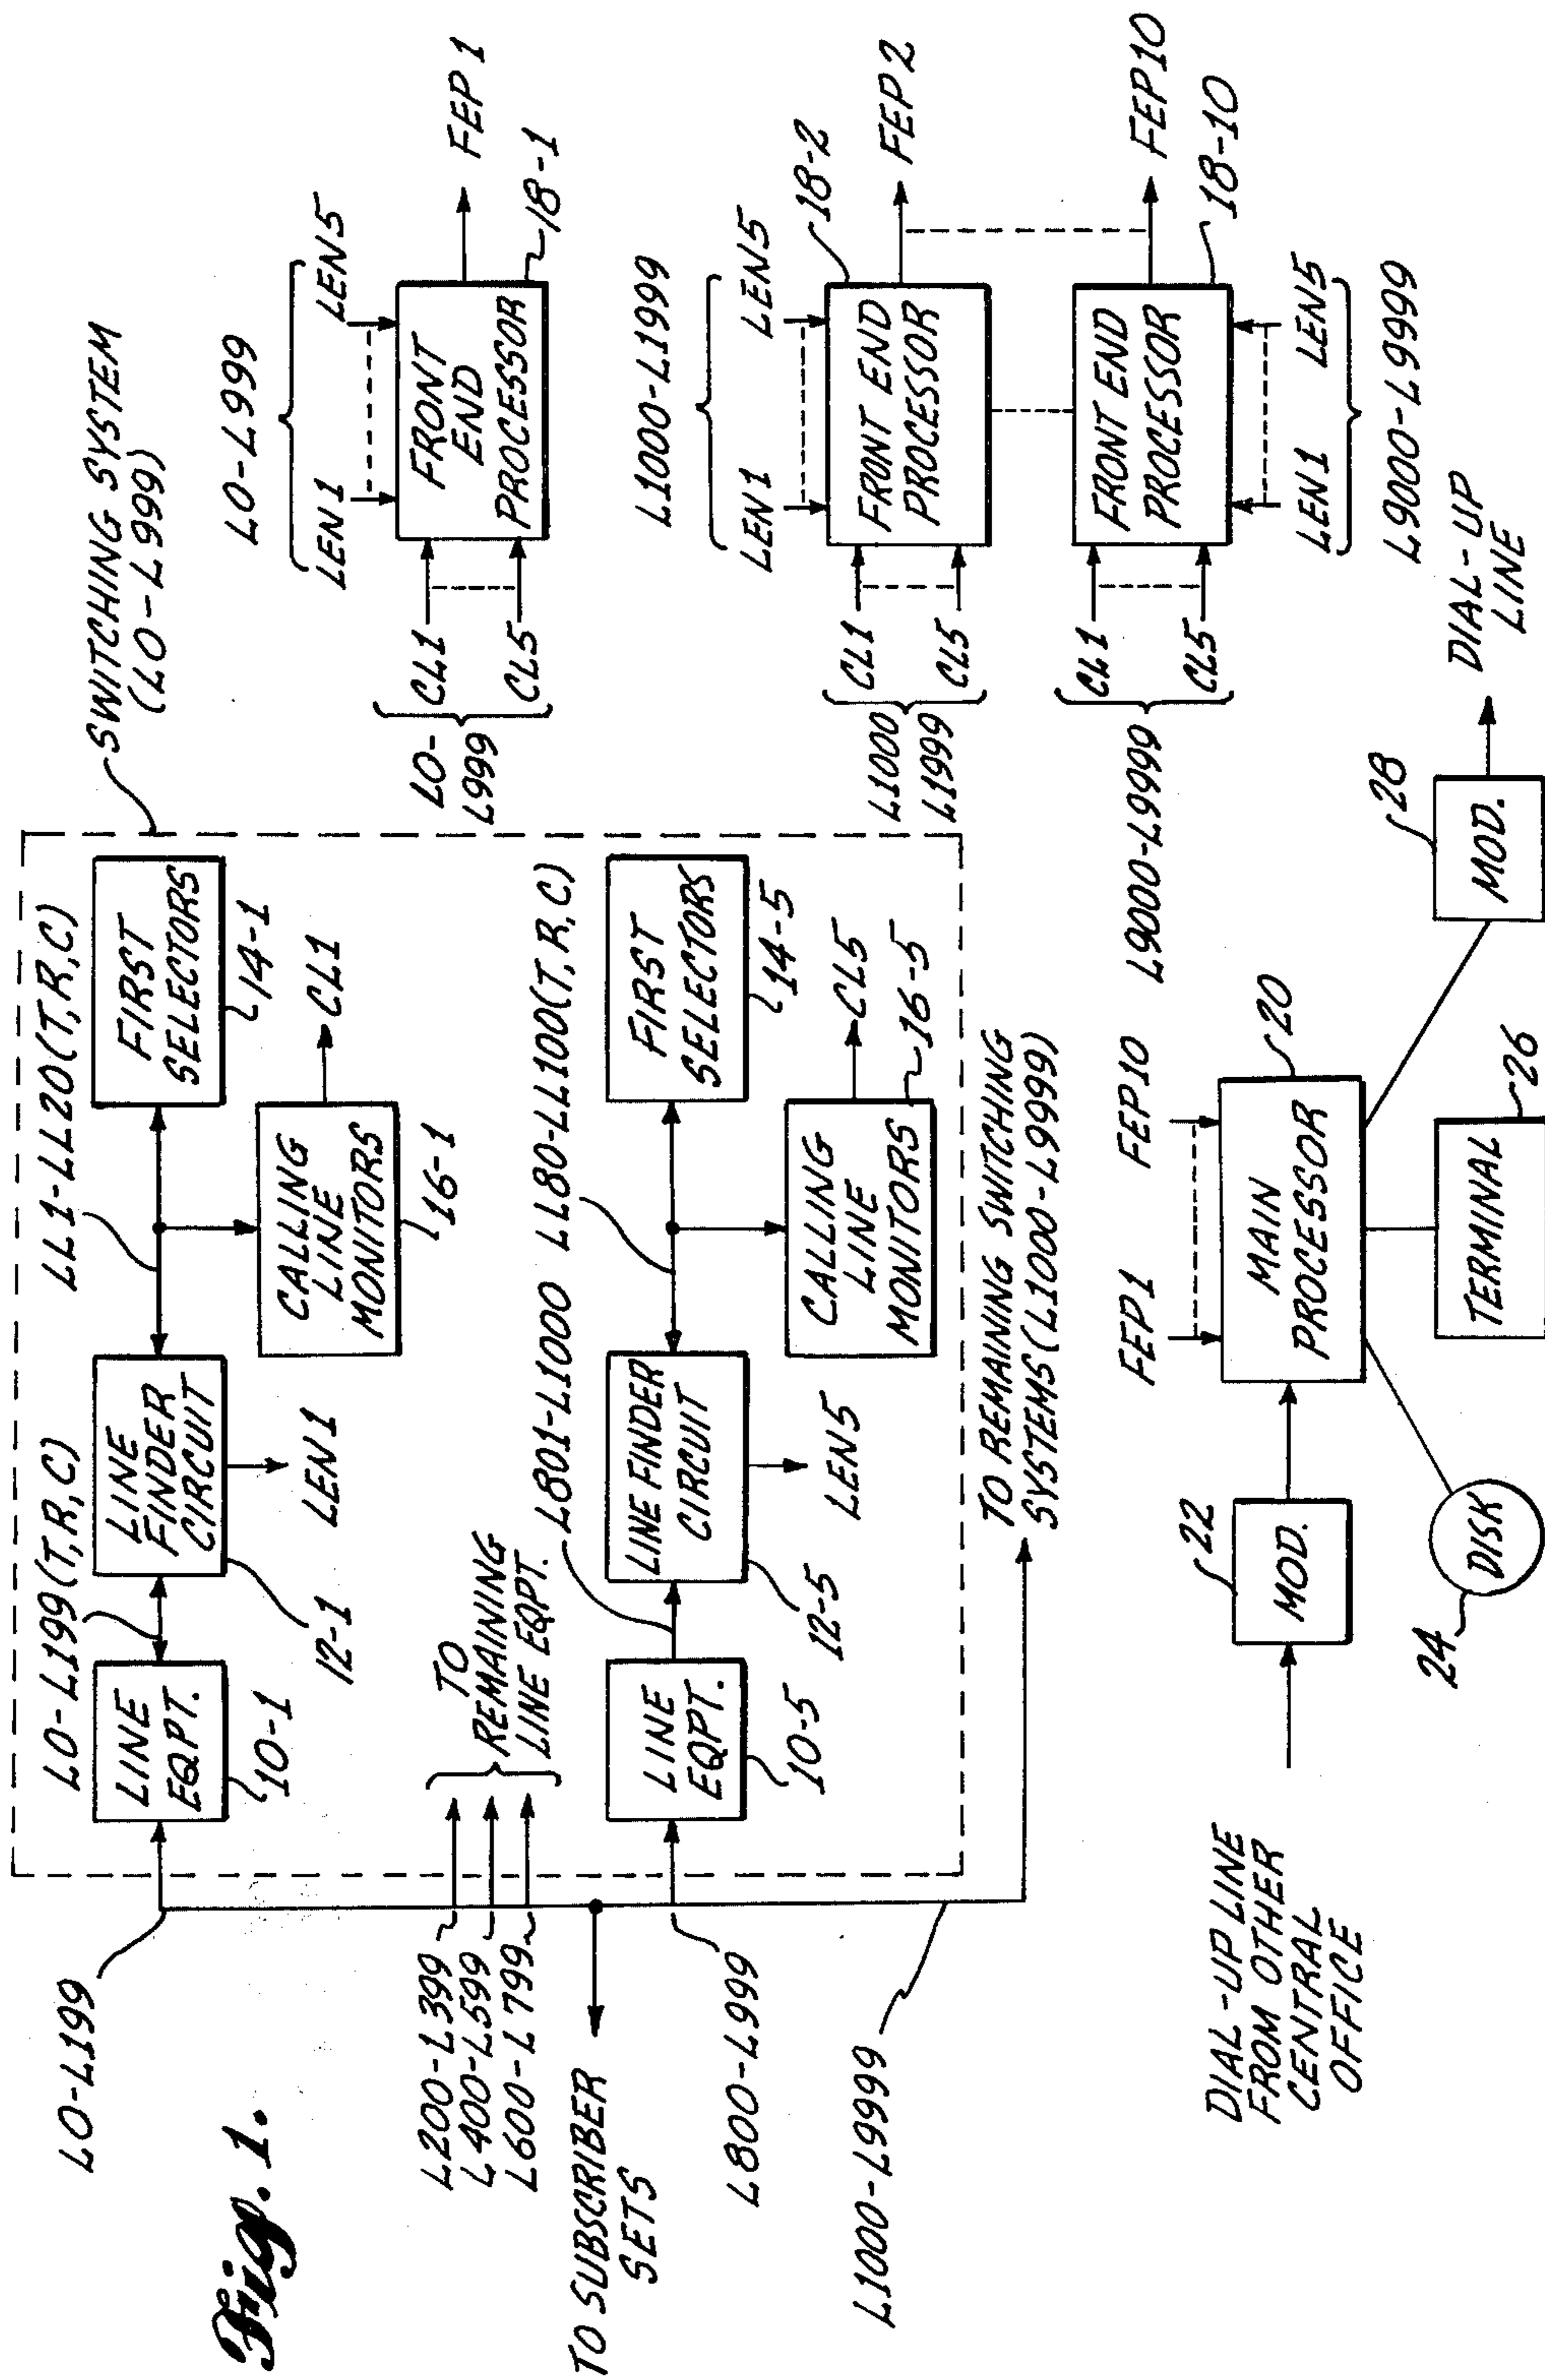 Fig. 1.
L0-L199
L200-L399
L400-L599
L600-L799
TO SUBSCRIBER
SETS
L800-L999
L1000-L9999
SWITCHING SYSTEM
(L0-L999)
L0-L199(T,R,C)
LINE
EQPT.
10-1
LINE
FINDER
CIRCUIT
12-1
LEN1
LL1-LL20(T,R,C)
FIRST
SELECTORS
14-1
CALLING
LINE
MONITORS
16-1
CL1
TO
REMAINING
LINE EQPT.
L801-L1000
LL80-LL100(T,R,C)
LINE
EQPT.
10-5
LINE FINDER
CIRCUIT
12-5
LEN5
FIRST
SELECTORS
14-5
CALLING
LINE
MONITORS
16-5
CL5
TO REMAINING SWITCHING
SYSTEMS(L1000-L9999)
L0-L999
LEN1
LEN5
L0-
L999
CL1
CL5
FRONT
END
PROCESSOR
18-1
FEP1
L1000-L1999
LEN1
LEN5
L1000
L1999
CL1
CL5
FRONT END
PROCESSOR
18-2
FEP2
L9000-L9999
CL1
CL5
FRONT END
PROCESSOR
18-10
FEP10
LEN1
LEN5
L9000-L9999
DIAL-UP LINE
FROM OTHER
CENTRAL
OFFICE
22
MOD.
FEP1
FEP10
MAIN
PROCESSOR
20
24
DISK
TERMINAL
26
28
MOD.
DIAL-UP
LINE